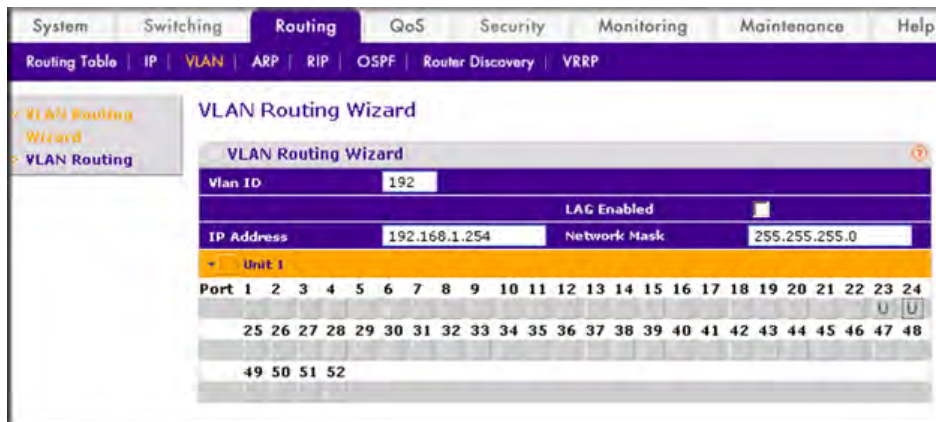 System Switching Routing QoS Security Monitoring Maintenance Help
Routing Table | IP | VLAN | ARP | RIP | OSPF | Router Discovery | VRRP
> VLAN Routing
Wizard
> VLAN Routing
VLAN Routing Wizard
VLAN Routing Wizard ?
Vlan ID 192
LAG Enabled
IP Address 192.168.1.254 Network Mask 255.255.255.0
Unit 1
Port 1 2 3 4 5 6 7 8 9 10 11 12 13 14 15 16 17 18 19 20 21 22 23 24
U U
25 26 27 28 29 30 31 32 33 34 35 36 37 38 39 40 41 42 43 44 45 46 47 48
49 50 51 52